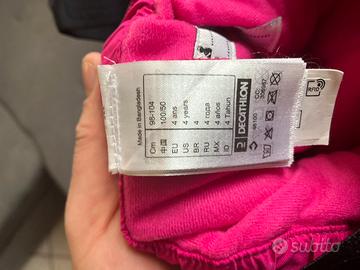 Made in Bangladesh
Cm 98-104
中国 100/50
EU 4 ans
US 4 years
BR 4
RU 4 года
MX 4 años
ID 4 Tahun
2 DECATHLON
RFID
subito